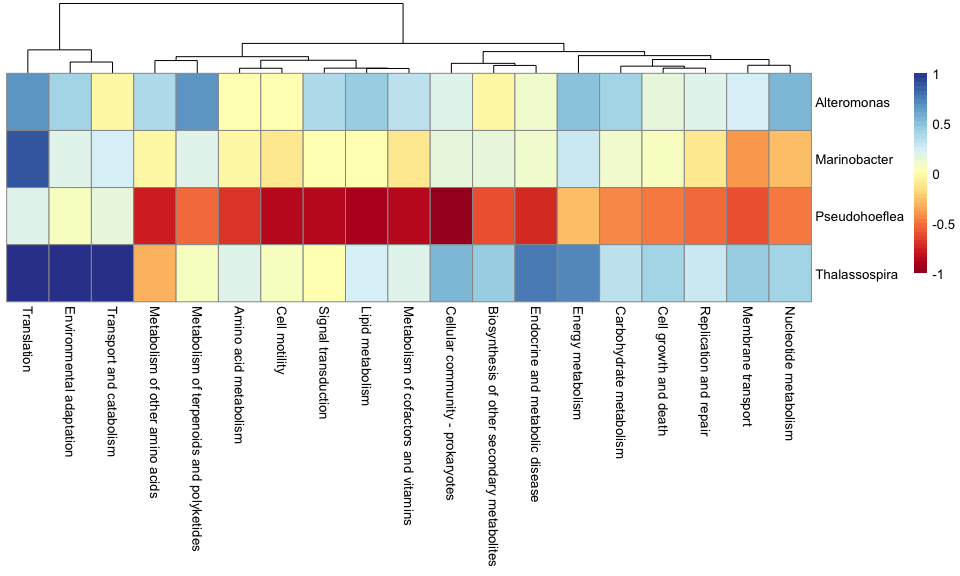 Alteromonas
Marinobacter
Pseudohoeflea
Thalassospira
1
0.5
0
-0.5
-1
Translation
Environmental adaptation
Transport and catabolism
Metabolism of other amino acids
Metabolism of terpenoids and polyketides
Amino acid metabolism
Cell motility
Signal transduction
Lipid metabolism
Metabolism of cofactors and vitamins
Cellular community - prokaryotes
Biosynthesis of other secondary metabolites
Endocrine and metabolic disease
Energy metabolism
Carbohydrate metabolism
Cell growth and death
Replication and repair
Membrane transport
Nucleotide metabolism